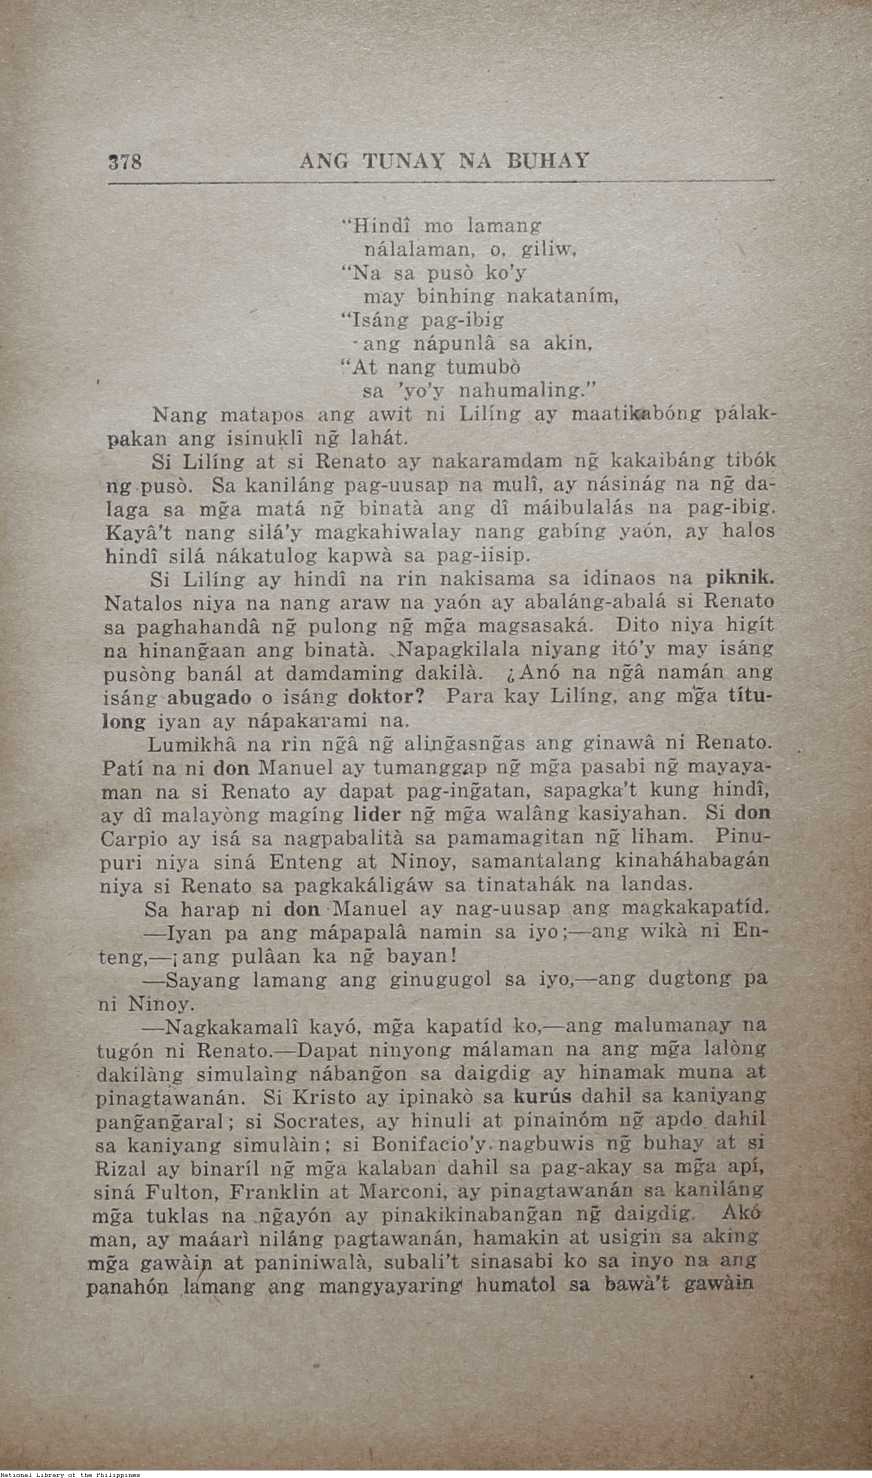 378 ANG TUNAY NA BUHAY
“Hindî mo lamang
nálalaman, o, giliw,
“Na sa pusò ko’y
may binhing nakataním,
“Isáng pag-ibig
ang nápunlâ sa akin,
“At nang tumubò
sa ’yo’y nahumaling.”
Nang matapos ang awit ni Lilíng ay maatikabóng pálak-
pakan ang isinuklî ng̃ lahát.
Si Lilíng at si Renato ay nakaramdam ng̃ kakaibáng tibók
ng pusò. Sa kaniláng pag-uusap na mulî, ay násinág na ng̃ da-
laga sa mg̃a matá ng̃ binatà ang dî máibulalás na pag-ibig.
Kayâ’t nang silá’y magkahiwalay nang gabíng yaón, ay halos
hindî silá nákatulog kapwà sa pag-iisip.
Si Lilíng ay hindî na rin nakisama sa idinaos na piknik.
Natalos niya na nang araw na yaón ay abaláng-abalá si Renato
sa paghahandâ ng̃ pulong ng̃ mg̃a magsasaká. Dito niya higít
na hinang̃aan ang binatà. Napagkilala niyang itó’y may isáng
pusòng banál at damdaming dakilà. ¿Anó na ng̃â namán ang
isáng abugado o isáng doktor? Para kay Lilíng, ang mg̃a títu-
long iyan ay nápakarami na.
Lumikhâ na rin ng̃â ng̃ aling̃asng̃as ang ginawâ ni Renato.
Patí na ni don Manuel ay tumanggap ng̃ mg̃a pasabi ng̃ mayaya-
man na si Renato ay dapat pag-ing̃atan, sapagka’t kung hindî,
ay dî malayòng magíng lider ng̃ mg̃a walâng kasiyahan. Si don
Carpio ay isá sa nagpabalità sa pamamagitan ng̃ liham. Pinu-
puri niya siná Enteng at Ninoy, samantalang kinaháhabagán
niya si Renato sa pagkakáligáw sa tinatahák na landas.
Sa harap ni don Manuel ay nag-uusap ang magkakapatíd.
—Iyan pa ang mápapalâ namin sa iyo;—ang wikà ni En-
teng,—¡ang pulâan ka ng̃ bayan!
—Sayang lamang ang ginugugol sa iyo,—ang dugtong pa
ni Ninoy.
—Nagkakamalî kayó, mg̃a kapatíd ko,—ang malumanay na
tugón ni Renato.—Dapat ninyong málaman na ang mg̃a lalòng
dakilàng simulaìng nábang̃on sa daigdig ay hinamak muna at
pinagtawanán. Si Kristo ay ipinakò sa kurús dahil sa kaniyang
pang̃ang̃aral; si Socrates, ay hinuli at pinainóm ng̃ apdo dahil
sa kaniyang simulàin; si Bonifacio’y nagbuwis ng̃ buhay at si
Rizal ay binaríl ng̃ mg̃a kalaban dahil sa pag-akay sa mg̃a apí,
siná Fulton, Franklin at Marconi, ay pinagtawanán sa kaniláng
mg̃a tuklas na ng̃ayón ay pinakikinabang̃an ng̃ daigdig. Akó
man, ay maáarì niláng pagtawanán, hamakin at usigin sa aking
mg̃a gawàin at paniniwalà, subali’t sinasabi ko sa inyo na ang
panahón lamang ang mangyayaring humatol sa bawà’t gawàin
National Library of the Philippines